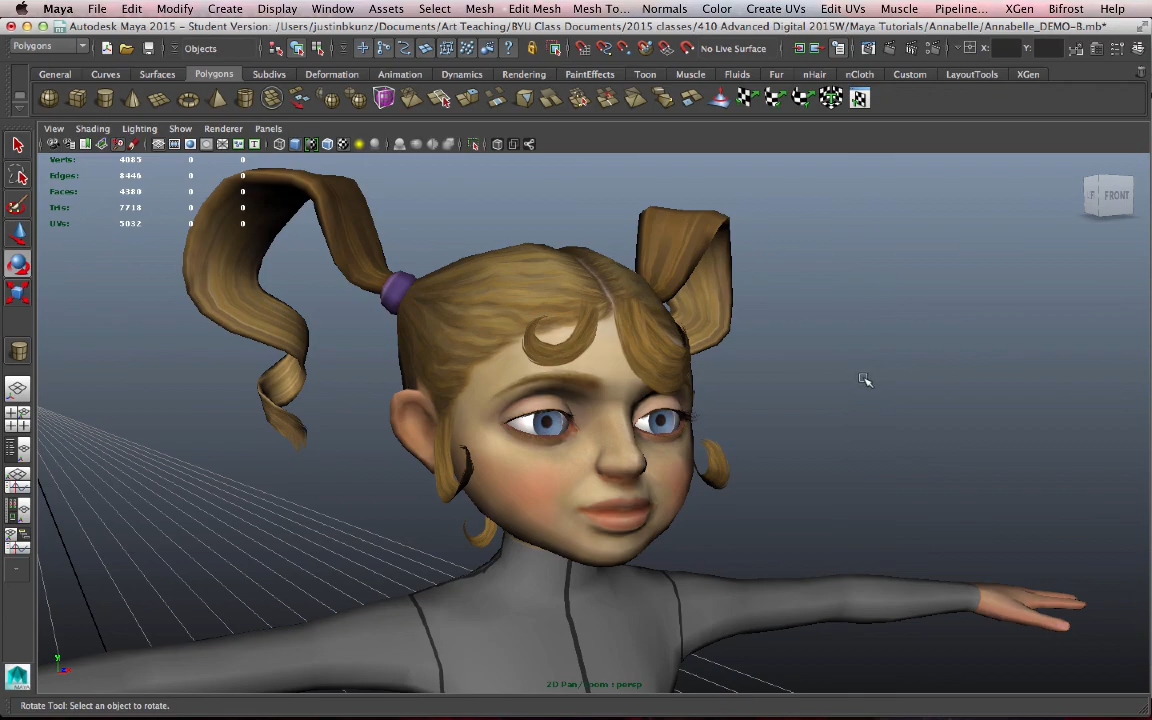 Maya File Edit Modify Create Display Window Assets Select Mesh Edit Mesh Mesh To... Normals Color Create UVs Edit UVs Muscle Pipeline... XGen Bifrost Help
Autodesk Maya 2015 - Student Version: /Users/justinbkunz/Documents/Art Teaching/BYU Class Documents/2015 classes/410 Advanced Digital 2015W/Maya Tutorials/Annabelle/Annabelle_DEMO-B.mb*
Polygons Objects No Live Surface X: Y:
General Curves Surfaces Polygons Subdivs Deformation Animation Dynamics Rendering PaintEffects Toon Muscle Fluids Fur nHair nCloth Custom LayoutTools XGen
View Shading Lighting Show Renderer Panels
Verts: 4085 0 0
Edges: 8446 0 0
Faces: 4380 0 0
Tris: 7718 0 0
UVs: 5032 0 0
FRONT
y
2D Pan/Zoom : persp
MAYA
Rotate Tool: Select an object to rotate.